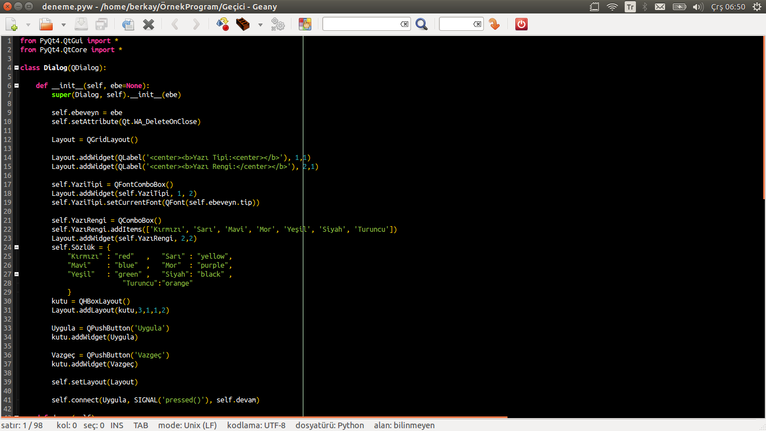 deneme.pyw - /home/berkay/ÖrnekProgram/Geçici - Geany
Tr
Çrş 06:50
1 from PyQt4.QtGui import *
2 from PyQt4.QtCore import *
3
4 class Dialog(QDialog):
5
6 def __init__(self, ebe=None):
7 super(Dialog, self).__init__(ebe)
8
9 self.ebeveyn = ebe
10 self.setAttribute(Qt.WA_DeleteOnClose)
11
12 Layout = QGridLayout()
13
14 Layout.addWidget(QLabel('<center><b>Yazı Tipi:<center></b>'), 1,1)
15 Layout.addWidget(QLabel('<center><b>Yazı Rengi:</center></b>'), 2,1)
16
17 self.YaziTipi = QFontComboBox()
18 Layout.addWidget(self.YaziTipi, 1, 2)
19 self.YaziTipi.setCurrentFont(QFont(self.ebeveyn.tip))
20
21 self.YazıRengi = QComboBox()
22 self.YazıRengi.addItems(['Kırmızı', 'Sarı', 'Mavi', 'Mor', 'Yeşil', 'Siyah', 'Turuncu'])
23 Layout.addWidget(self.YazıRengi, 2,2)
24 self.Sözlük = {
25 "Kırmızı" : "red" , "Sarı" : "yellow",
26 "Mavi" : "blue" , "Mor" : "purple",
27 "Yeşil" : "green" , "Siyah": "black" ,
28 "Turuncu":"orange"
29 }
30 kutu = QHBoxLayout()
31 Layout.addLayout(kutu,3,1,1,2)
32
33 Uygula = QPushButton('Uygula')
34 kutu.addWidget(Uygula)
35
36 Vazgeç = QPushButton('Vazgeç')
37 kutu.addWidget(Vazgeç)
38
39 self.setLayout(Layout)
40
41 self.connect(Uygula, SIGNAL('pressed()'), self.devam)
42
satır: 1 / 98 kol: 0 seç: 0 INS TAB mode: Unix (LF) kodlama: UTF-8 dosyatürü: Python alan: bilinmeyen